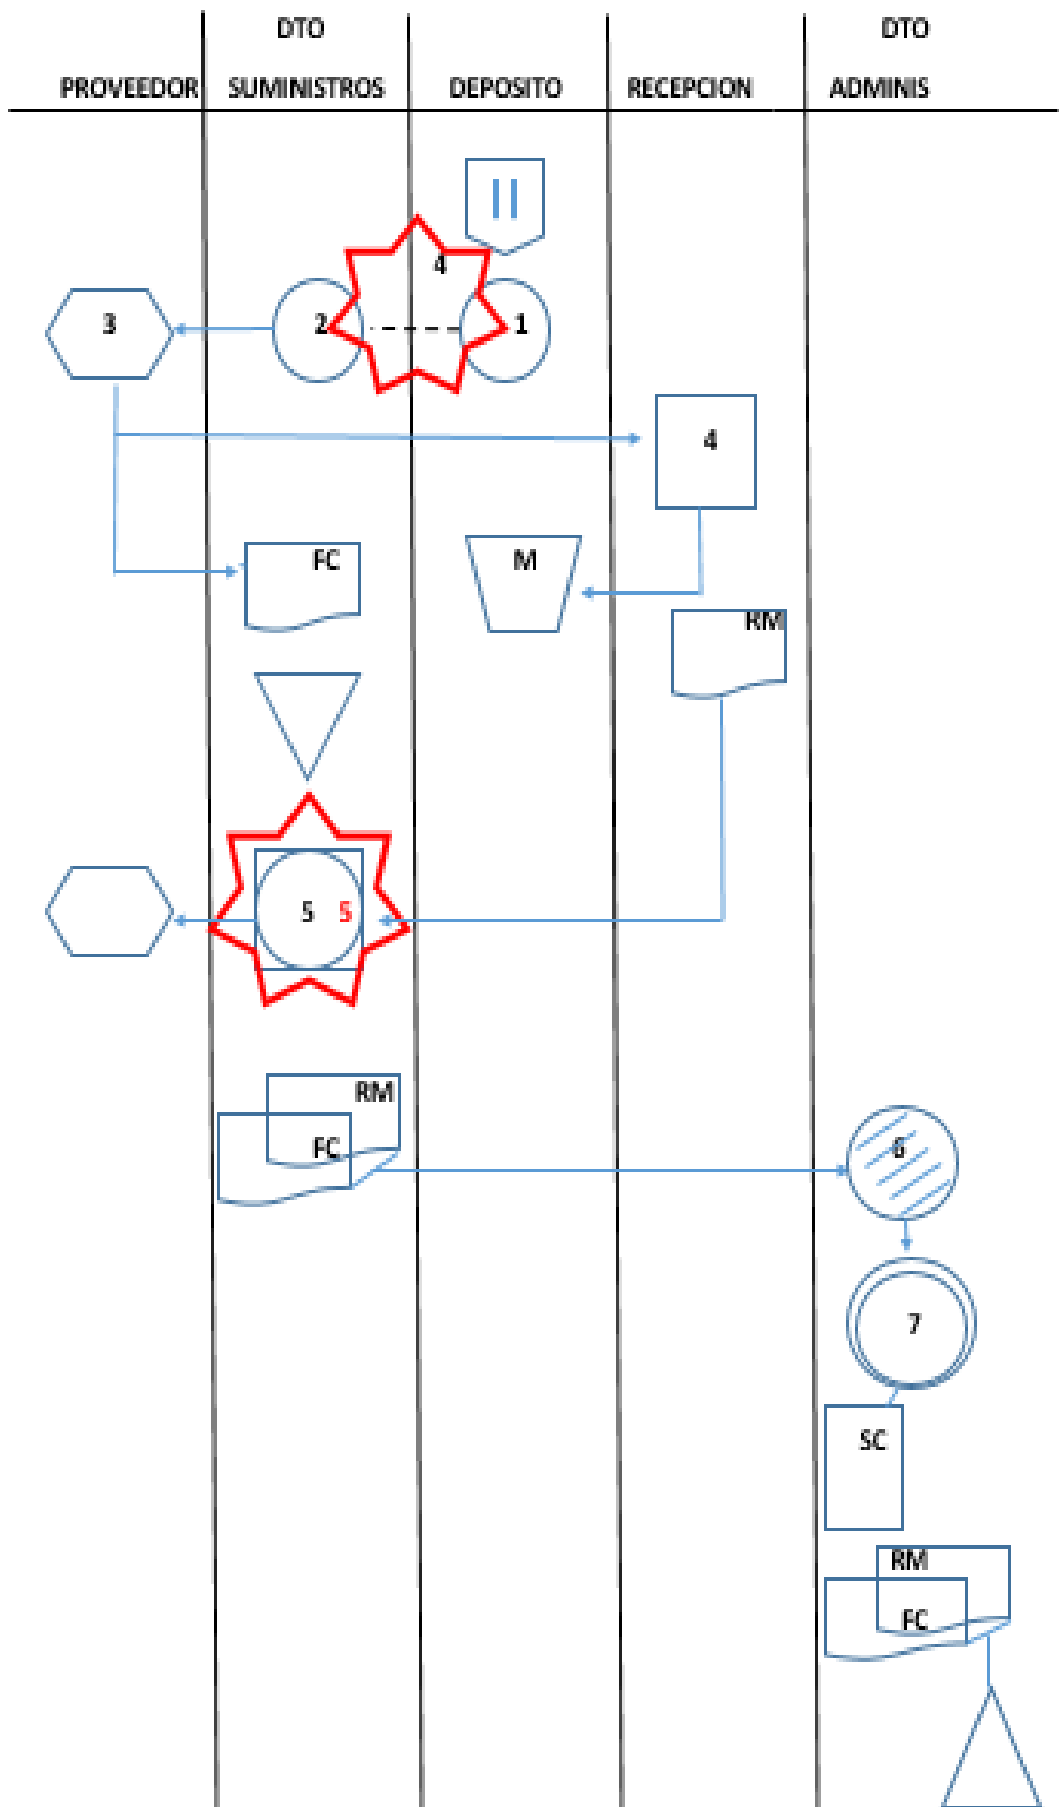 DTO
DTO
PROVEEDOR
SUMINISTROS
DEPOSITO
RECEPCION
ADMINIS
4
3
2
1
4
FC
M
RM
5
5
RM
FC
6
7
SC
RM
FC